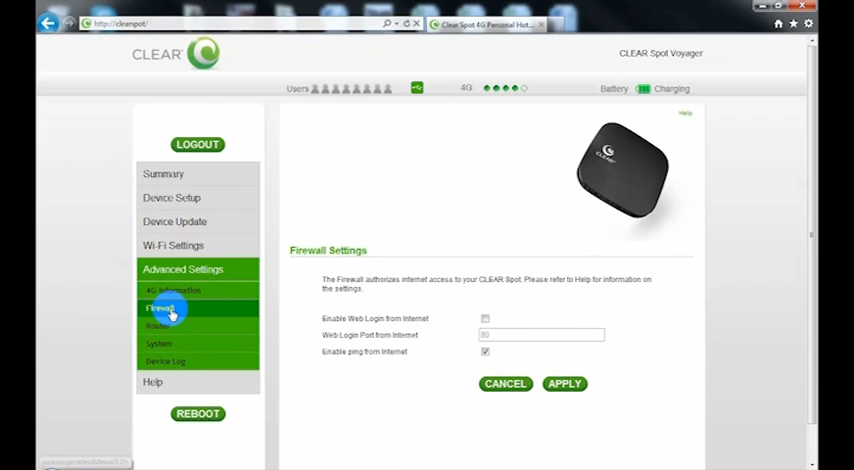 http://clearspot/
Clear Spot 4G Personal Hot...
CLEAR
CLEAR Spot Voyager
Users 4G Battery Charging
Help
LOGOUT
CLEAR
Summary
Device Setup
Device Update
Wi-Fi Settings
Advanced Settings
4G Information
Firewall
Router
System
Device Log
Help
REBOOT
Firewall Settings
The Firewall authorizes internet access to your CLEAR Spot. Please refer to Help for information on
the settings.
Enable Web Login from Internet
Web Login Port from Internet 80
Enable ping from Internet
CANCEL APPLY